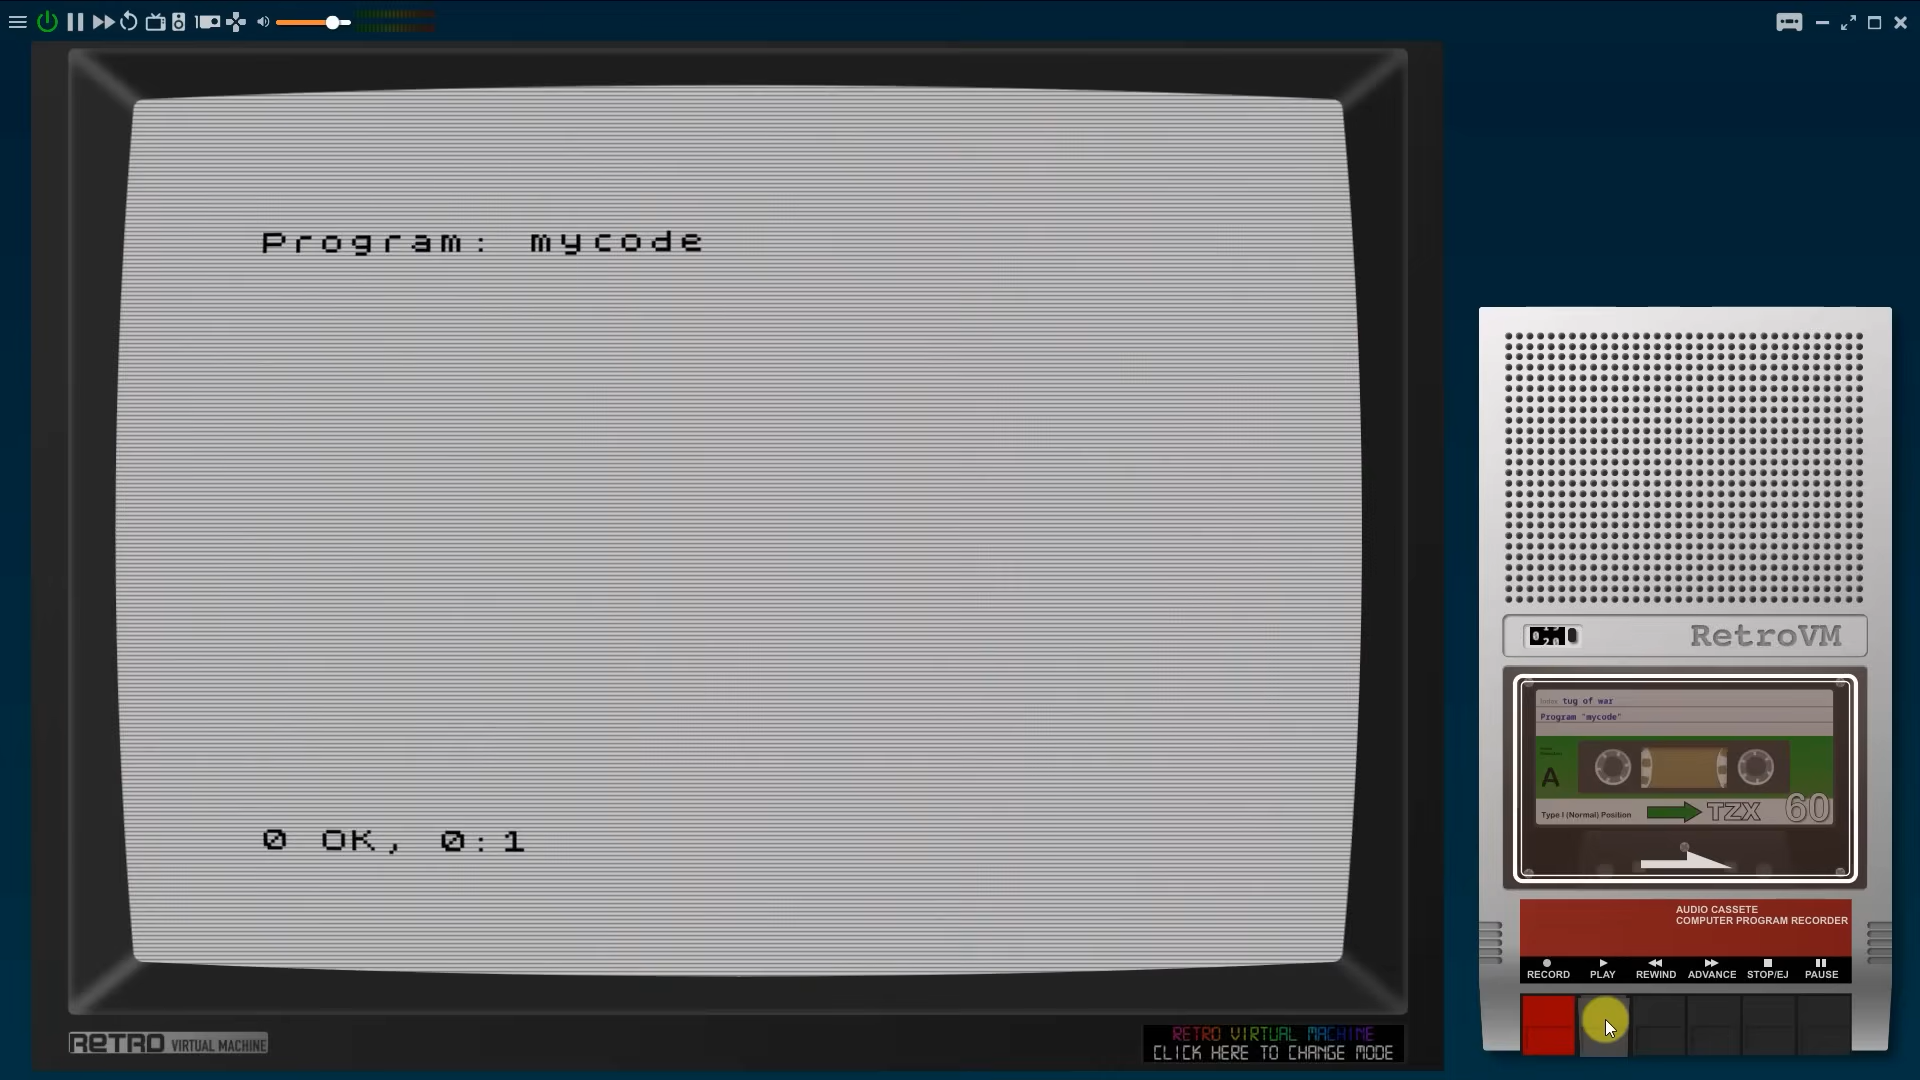 Program: mycode
0 OK, 0:1
RetroVM
Index tug of war
Program "mycode"
A
Type I (Normal) Position
TZX 60
AUDIO CASSETE
COMPUTER PROGRAM RECORDER
RECORD PLAY REWIND ADVANCE STOP/EJ PAUSE
RETRO VIRTUAL MACHINE
RETRO VIRTUAL MACHINE
CLICK HERE TO CHANGE MODE